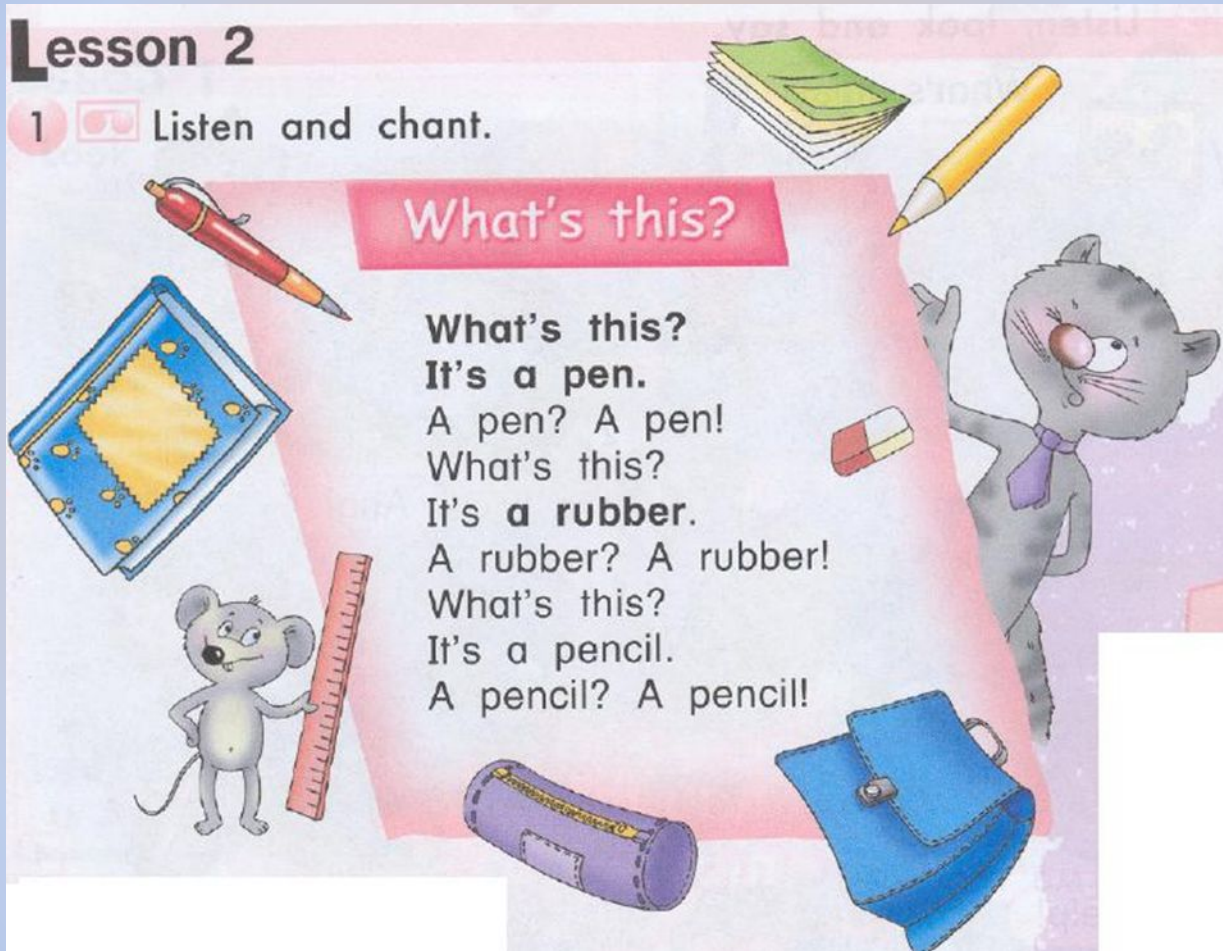 Lesson 2
1 Listen and chant.
What's this?
What's this?
It's a pen.
A pen? A pen!
What's this?
It's a rubber.
A rubber? A rubber!
What's this?
It's a pencil.
A pencil? A pencil!